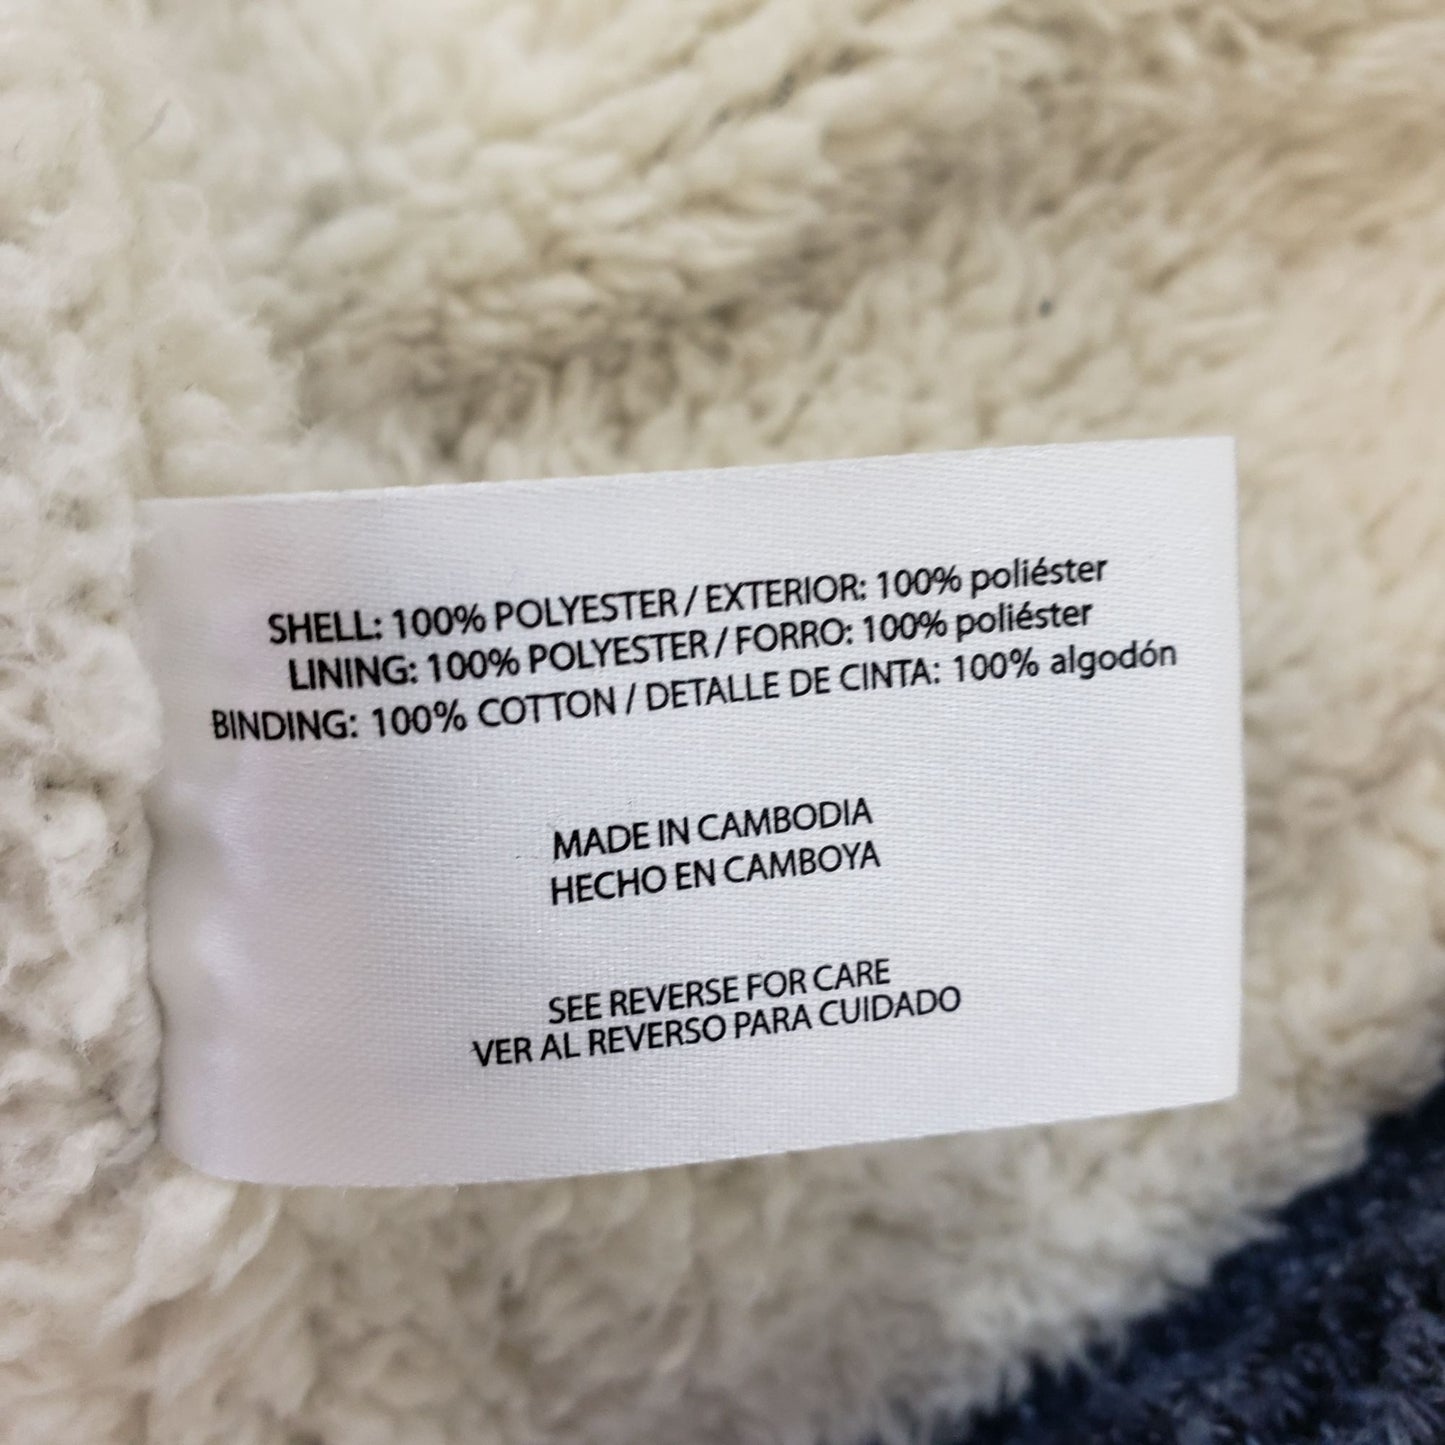 SHELL: 100% POLYESTER / EXTERIOR: 100% poliéster
LINING: 100% POLYESTER / FORRO: 100% poliéster
BINDING: 100% COTTON / DETALLE DE CINTA: 100% algodón
MADE IN CAMBODIA
HECHO EN CAMBOYA
SEE REVERSE FOR CARE
VER AL REVERSO PARA CUIDADO